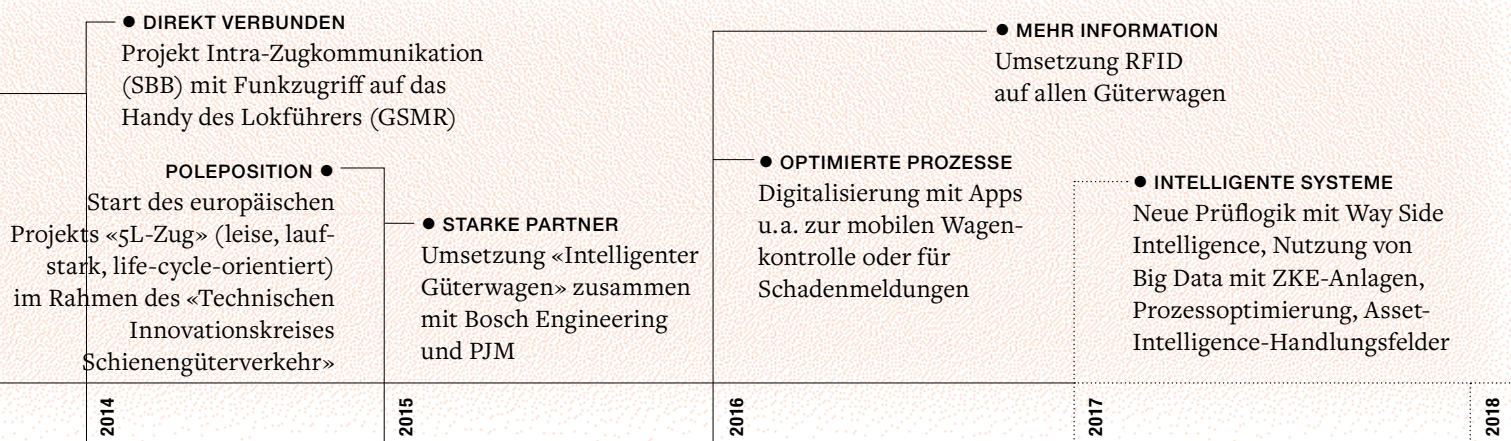 DIREKT VERBUNDEN
Projekt Intra-Zugkommunikation
(SBB) mit Funkzugriff auf das
Handy des Lokführers (GSMR)
POLEPOSITION
Start des europäischen
Projekts «5L-Zug» (leise, lauf-
stark, life-cycle-orientiert)
im Rahmen des «Technischen
Innovationskreises
Schienengüterverkehr»
STARKE PARTNER
Umsetzung «Intelligenter
Güterwagen» zusammen
mit Bosch Engineering
und PJM
MEHR INFORMATION
Umsetzung RFID
auf allen Güterwagen
OPTIMIERTE PROZESSE
Digitalisierung mit Apps
u.a. zur mobilen Wagen-
kontrolle oder für
Schadenmeldungen
INTELLIGENTE SYSTEME
Neue Prüflogik mit Way Side
Intelligence, Nutzung von
Big Data mit ZKE-Anlagen,
Prozessoptimierung, Asset-
Intelligence-Handlungsfelder
2014
2015
2016
2017
2018